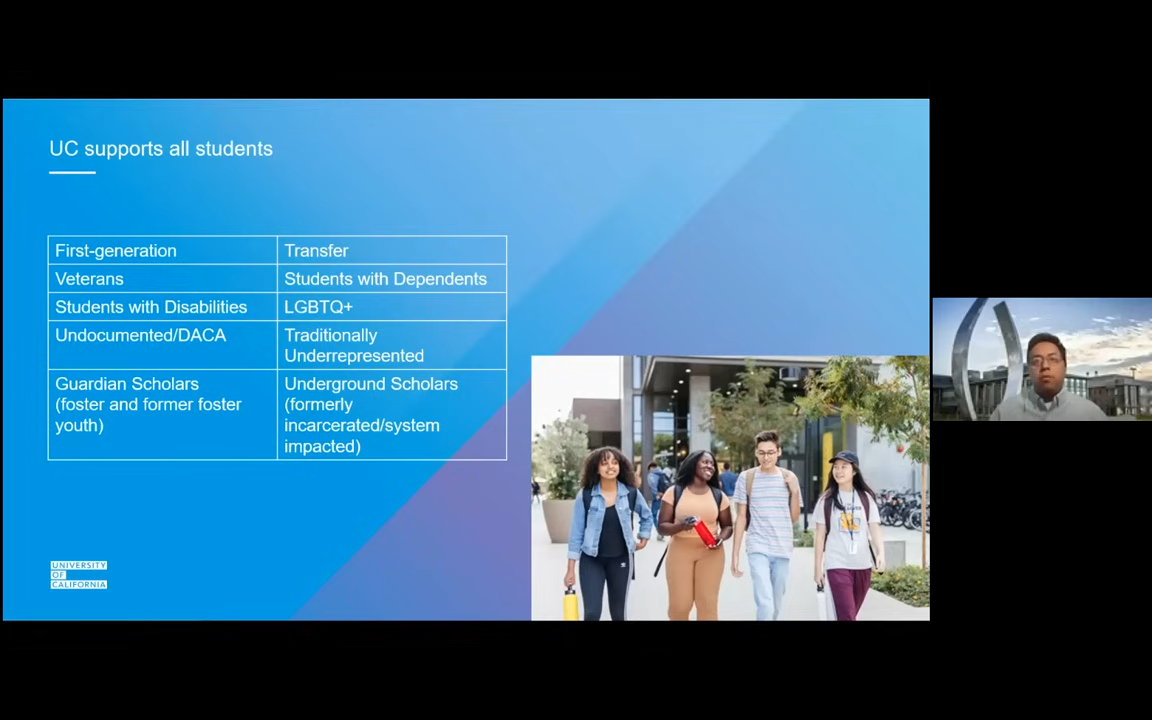 UC supports all students
First-generation
Transfer
Veterans
Students with Dependents
Students with Disabilities
LGBTQ+
Undocumented/DACA
Traditionally
Underrepresented
Guardian Scholars
(foster and former foster
youth)
Underground Scholars
(formerly
incarcerated/system
impacted)
UNIVERSITY
OF
CALIFORNIA